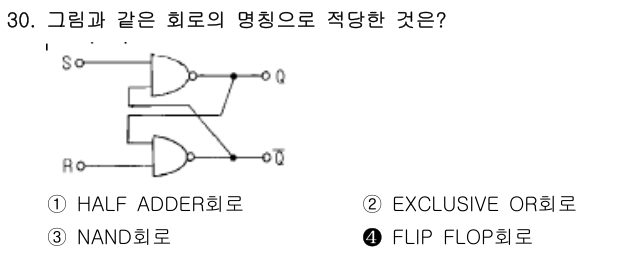 30. 그림과 같은 회로의 명칭으로 적당한 것은?
S
Q
R
Q̅
① HALF ADDER회로
② EXCLUSIVE OR회로
③ NAND회로
❹ FLIP FLOP회로